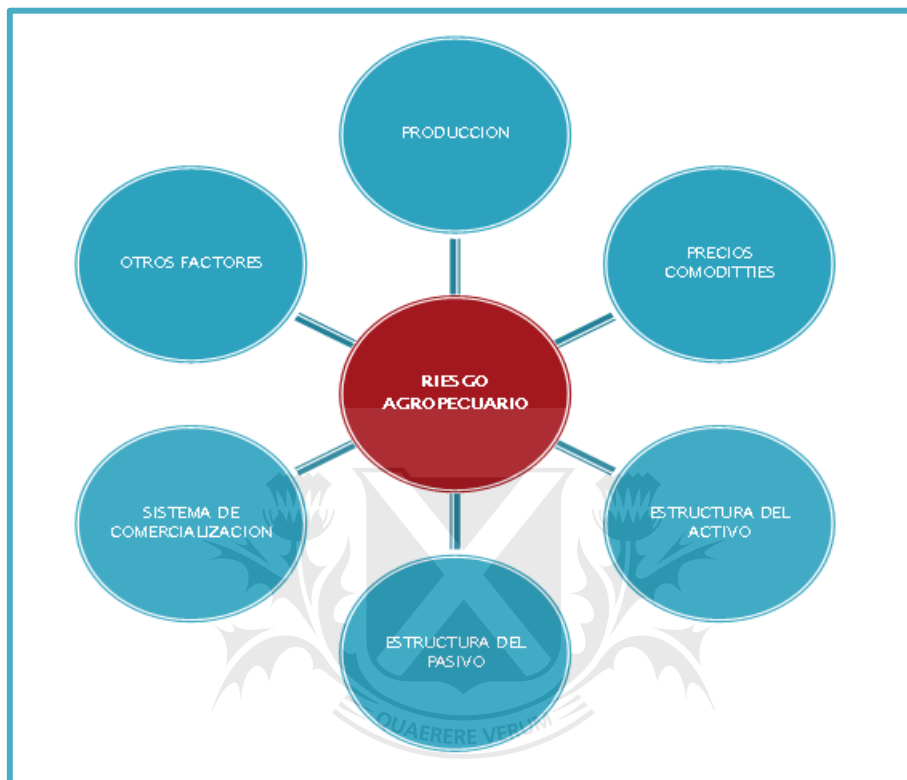 PRODUCCION
PRECIOS
COMODITTIES
OTROS FACTORES
RIESGO
AGROPECUARIO
SISTEMA DE
COMERCIALIZACION
ESTRUCTURA DEL
ACTIVO
ESTRUCTURA DEL
PASIVO
QUAERERE VERUM